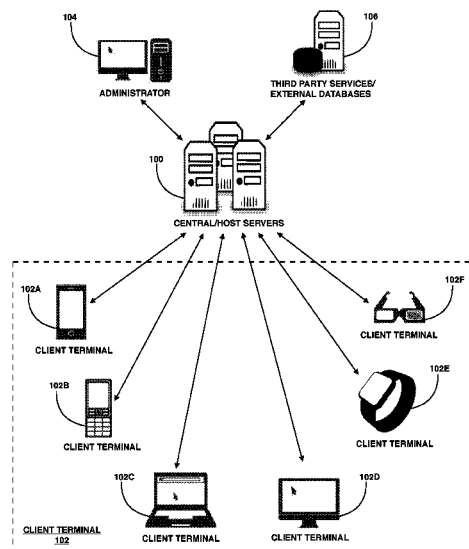 104
106
ADMINISTRATOR
THIRD PARTY SERVICES/
EXTERNAL DATABASES
100
CENTRAL/HOST SERVERS
102A
102F
CLIENT TERMINAL
CLIENT TERMINAL
102B
102E
CLIENT TERMINAL
CLIENT TERMINAL
102C
102D
CLIENT TERMINAL
102
CLIENT TERMINAL
CLIENT TERMINAL